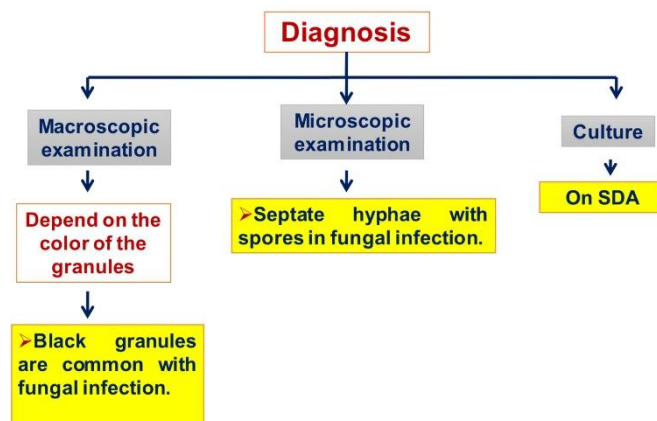 Diagnosis
Macroscopic
examination
Microscopic
examination
Culture
Depend on the
color of the
granules
➢Septate hyphae with
spores in fungal infection.
On SDA
➢Black granules
are common with
fungal infection.